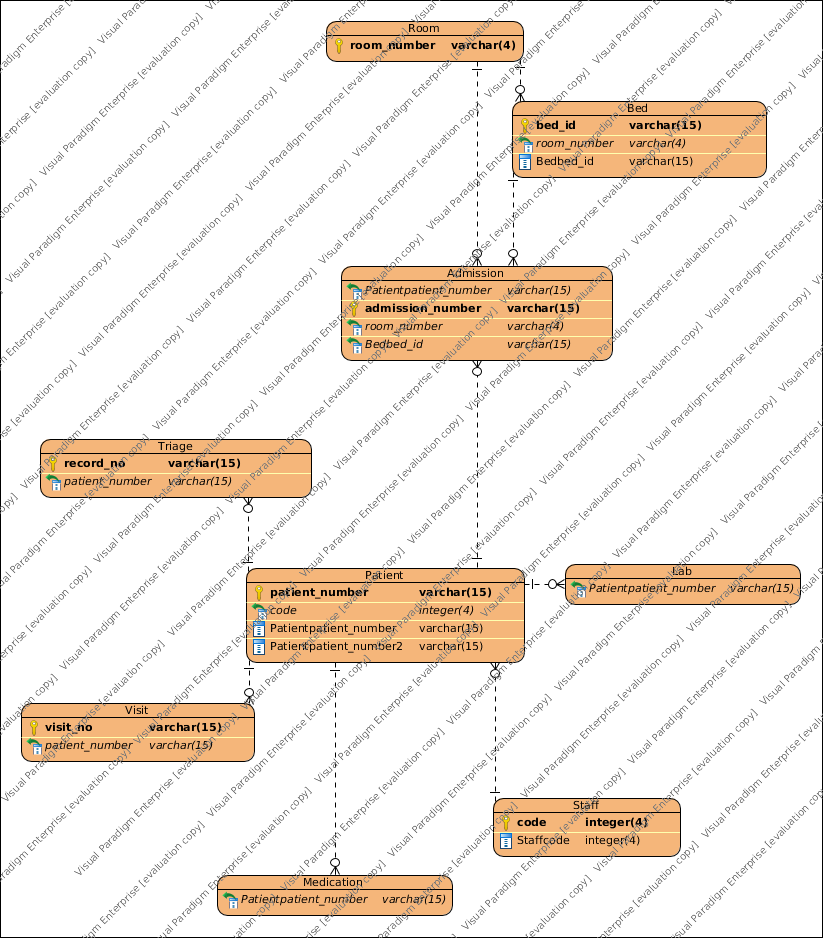 Room
room_number varchar(4)
Bed
bed_id varchar(15)
room_number varchar(4)
Bedbed_id varchar(15)
Admission
Patientpatient_number varchar(15)
admission_number varchar(15)
room_number varchar(4)
Bedbed_id varchar(15)
Triage
record_no varchar(15)
patient_number varchar(15)
Patient
patient_number varchar(15)
code integer(4)
Patientpatient_number varchar(15)
Patientpatient_number2 varchar(15)
Lab
Patientpatient_number varchar(15)
Visit
visit_no varchar(15)
patient_number varchar(15)
Staff
code integer(4)
Staffcode integer(4)
Medication
Patientpatient_number varchar(15)
Visual Paradigm Enterprise [evaluation copy]